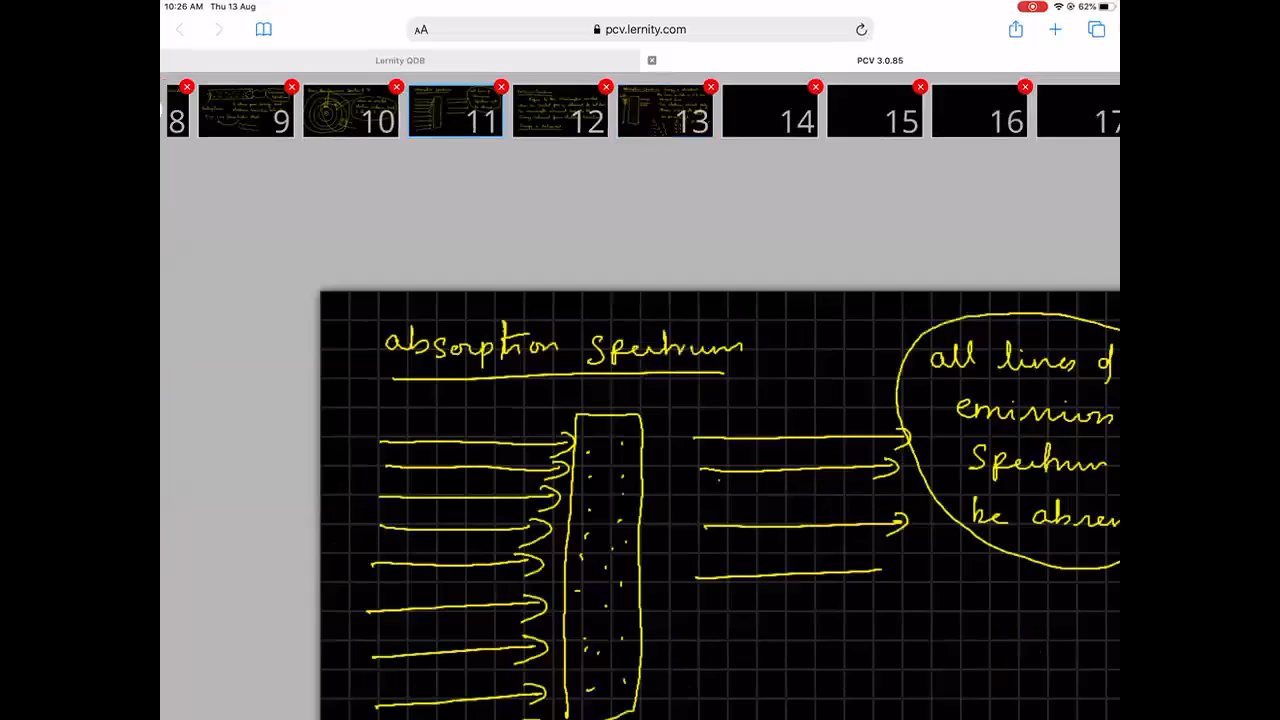 10:26 AM Thu 13 Aug
62%
AA
pcv.lernity.com
Lernity QDB
PCV 3.0.85
8
9
10
11
12
13
14
15
16
17
absorption spectrum
all lines of
emission
spectrum
be absen